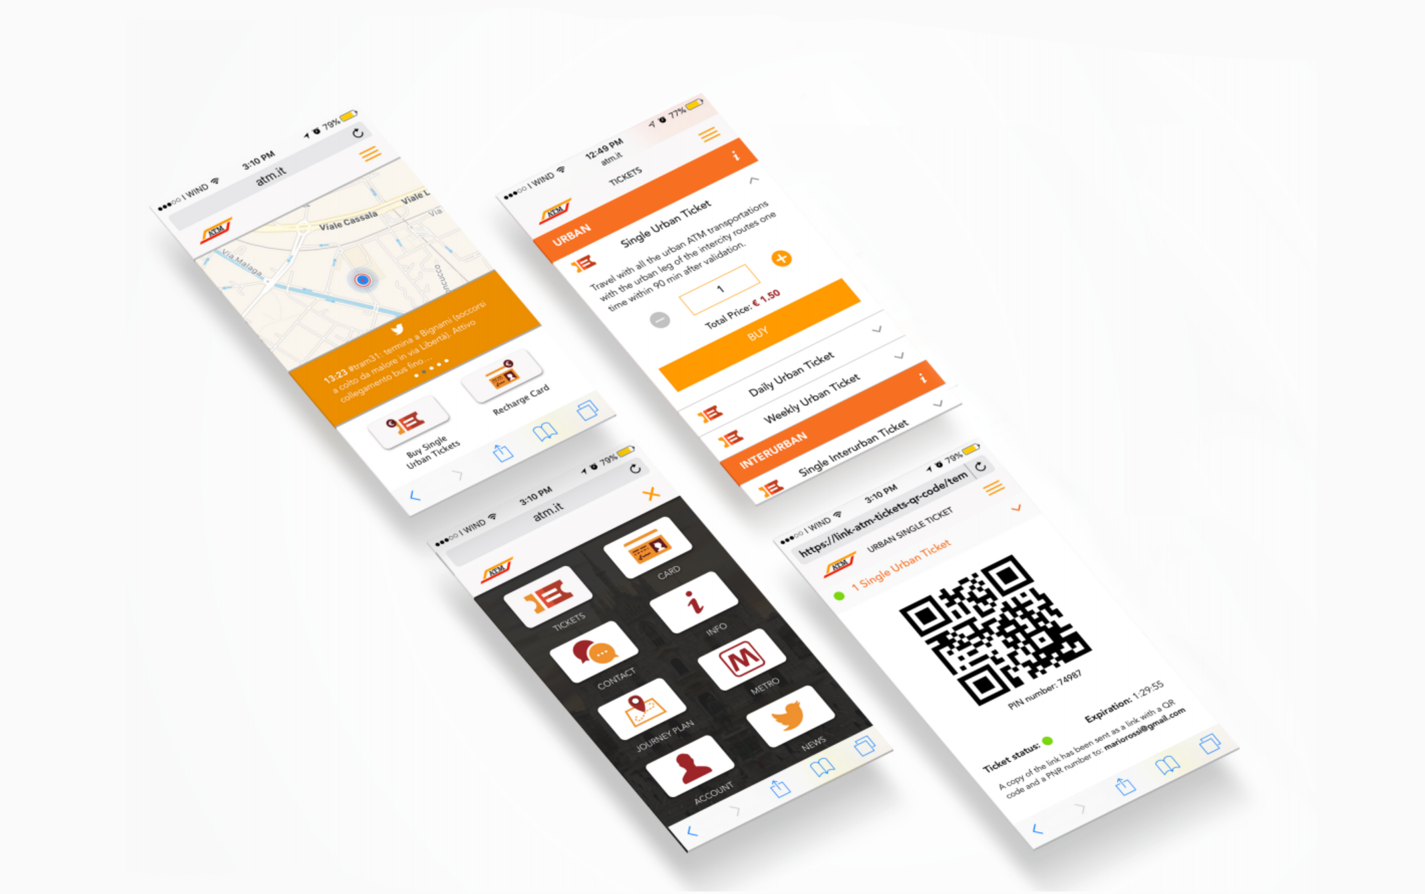 ●●●○○ I WIND
3:10 PM
79%
atm.it
ATM
Viale Cassala
Viale L
Via
Via Malaga
13:23 #tram31: termina a Bignami (soccorsi
a colto da malore in via Libertà). Attivo
collegamento bus fino...
Buy Single
Urban Tickets
Recharge Card
●●●○○ I WIND
12:49 PM
77%
atm.it
ATM
TICKETS
URBAN
i
Single Urban Ticket
Travel with all the urban ATM transportations
with the urban leg of the intercity routes one
time within 90 min after validation.
1
Total Price: € 1.50
BUY
Daily Urban Ticket
Weekly Urban Ticket
INTERURBAN
i
Single Interurban Ticket
●●●○○ I WIND
3:10 PM
79%
atm.it
ATM
TICKETS
CARD
CONTACT
i
INFO
JOURNEY PLAN
M
METRO
ACCOUNT
NEWS
●●●○○ I WIND
3:10 PM
79%
https://link-atm-tickets-qr-code/tem
ATM
URBAN SINGLE TICKET
1 Single Urban Ticket
PIN number: 74987
Expiration: 1:29:55
Ticket status:
A copy of the link has been sent as a link with a QR
code and a PNR number to: mariorossi@gmail.com